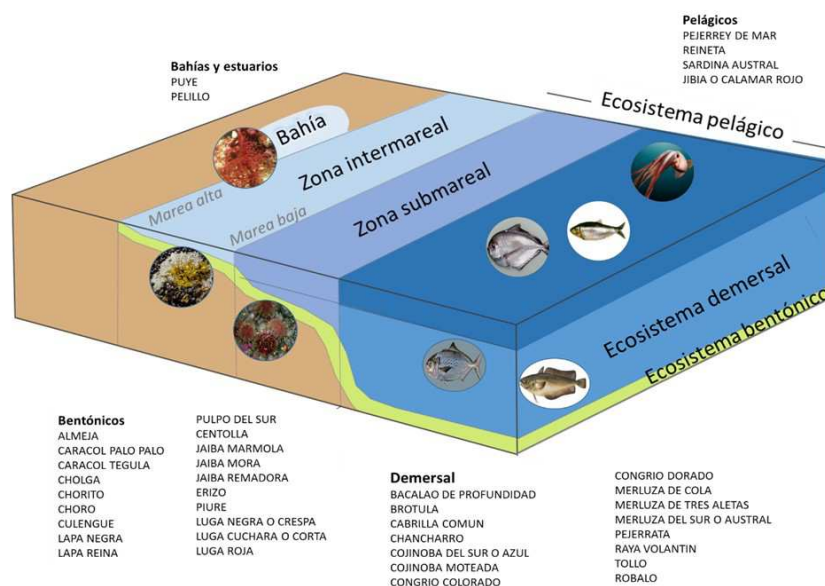 Pelágicos
PEJERREY DE MAR
REINETA
SARDINA AUSTRAL
JIBIA O CALAMAR ROJO
Bahías y estuarios
PUYE
PELILLO
Ecosistema pelágico
Bahía
Zona intermareal
Marea alta
Zona submareal
Marea baja
Ecosistema demersal
Ecosistema bentónico
Bentónicos
ALMEJA
CARACOL PALO PALO
CARACOL TEGULA
CHOLGA
CHORITO
CHORO
CULENGUE
LAPA NEGRA
LAPA REINA
PULPO DEL SUR
CENTOLLA
JAIBA MARMOLA
JAIBA MORA
JAIBA REMADORA
ERIZO
PIURE
LUGA NEGRA O CRESPA
LUGA CUCHARA O CORTA
LUGA ROJA
Demersal
BACALAO DE PROFUNDIDAD
BROTULA
CABRILLA COMUN
CHANCHARRO
COJINOBA DEL SUR O AZUL
COJINOBA MOTEADA
CONGRIO COLORADO
CONGRIO DORADO
MERLUZA DE COLA
MERLUZA DE TRES ALETAS
MERLUZA DEL SUR O AUSTRAL
PEJERRATA
RAYA VOLANTIN
TOLLO
ROBALO